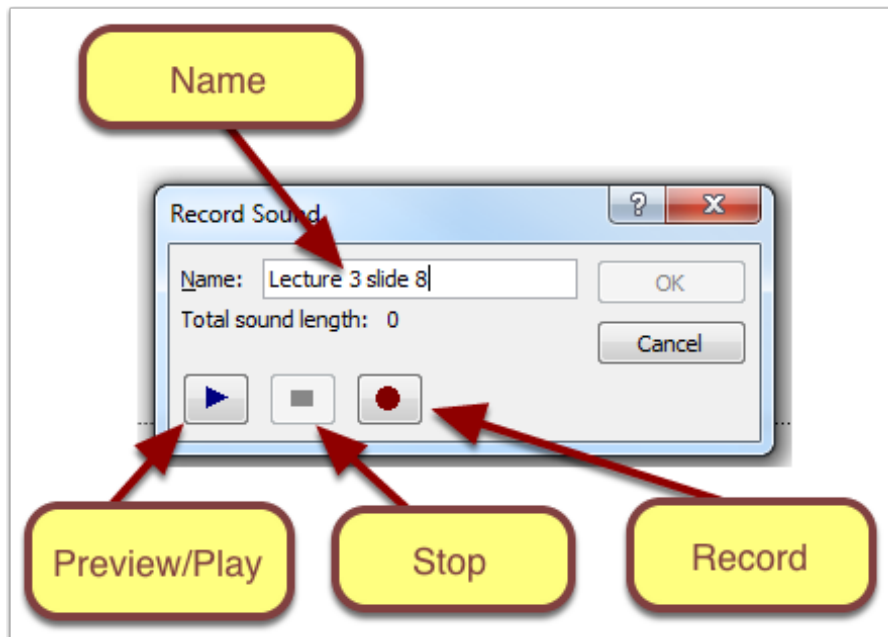 Name
Record Sound
Name: Lecture 3 slide 8 OK
Total sound length: 0
Cancel
Preview/Play Stop Record